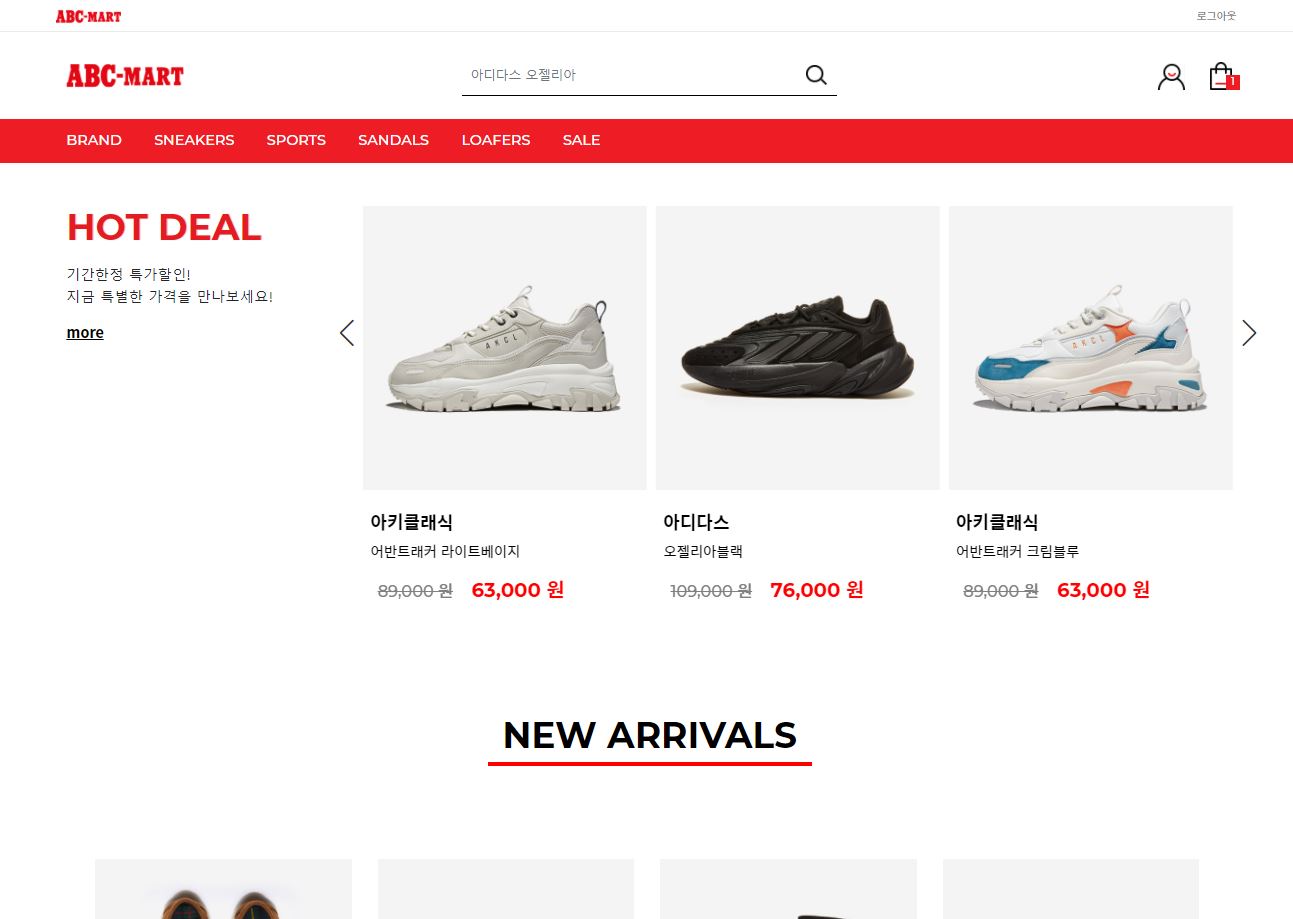 ABC-MART
로그아웃
ABC-MART
아디다스 오젤리아
1
BRAND SNEAKERS SPORTS SANDALS LOAFERS SALE
HOT DEAL
기간한정 특가할인!
지금 특별한 가격을 만나보세요!
more
AKCL
AKCL
아키클래식
어반트래커 라이트베이지
89,000 원 63,000 원
아디다스
오젤리아블랙
109,000 원 76,000 원
아키클래식
어반트래커 크림블루
89,000 원 63,000 원
NEW ARRIVALS